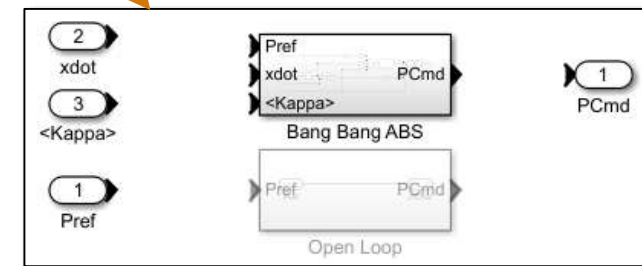 2
xdot
3
<Kappa>
1
Pref
Pref
xdot
<Kappa>
PCmd
Bang Bang ABS
Pref
PCmd
Open Loop
1
PCmd